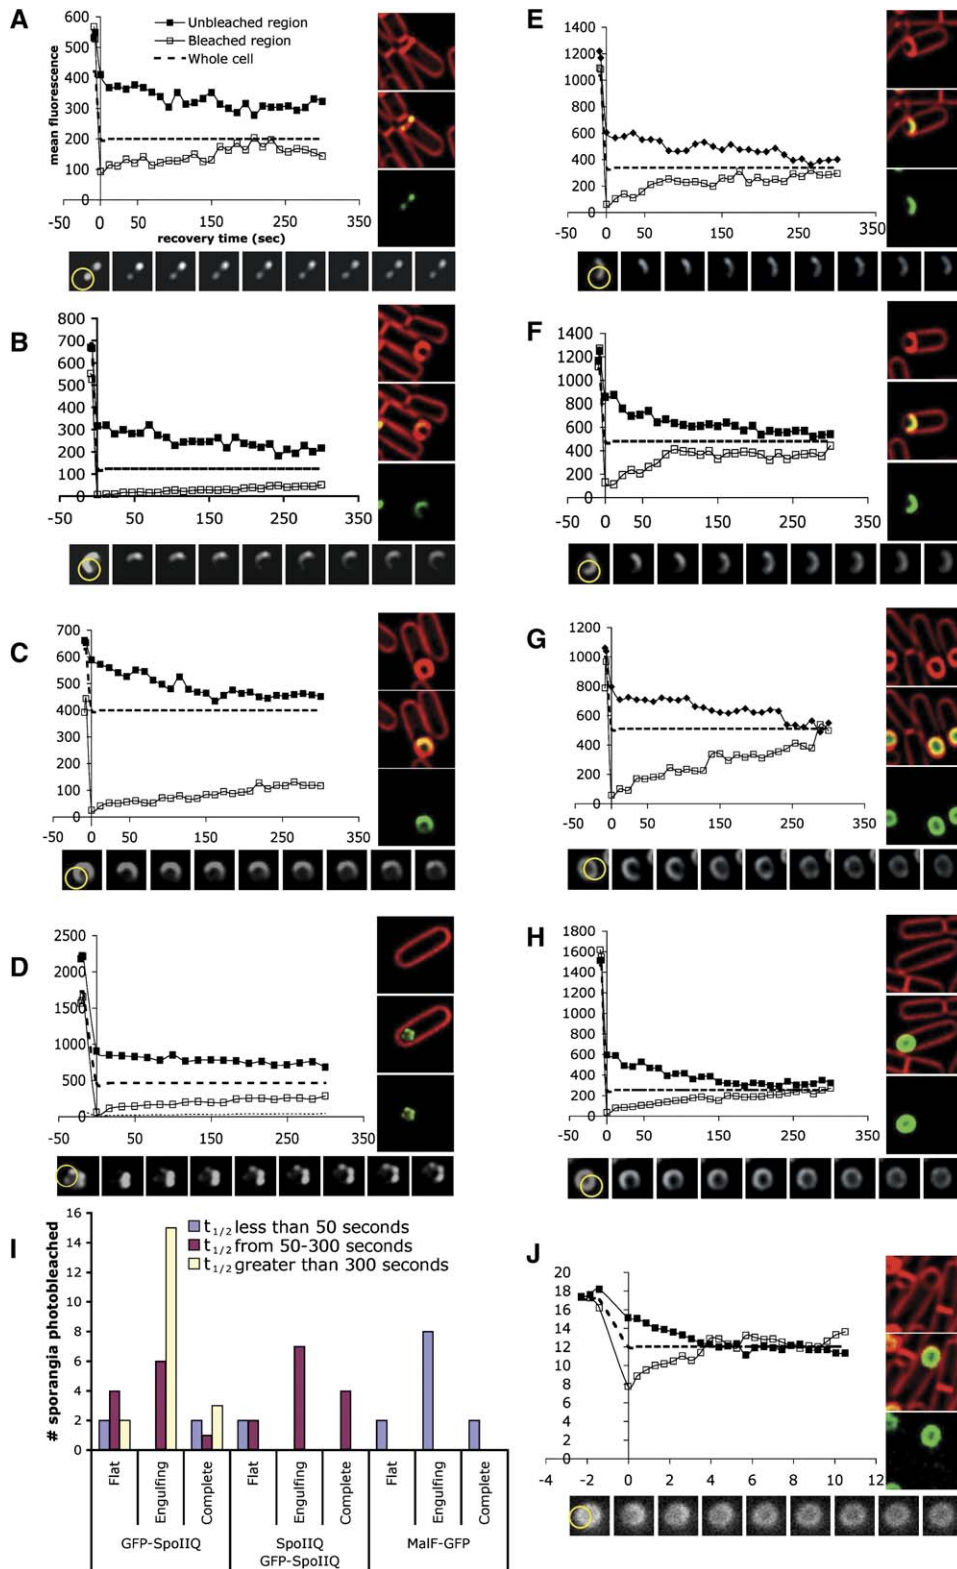 A
600
500
400
300
200
100
0
mean fluorescence
Unbleached region
Bleached region
Whole cell
-50 50 150 250 350
recovery time (sec)
B
800
700
600
500
400
300
200
100
0
-50 50 150 250 350
C
700
600
500
400
300
200
100
0
-50 50 150 250 350
D
2500
2000
1500
1000
500
0
-50 50 150 250 350
E
1400
1200
1000
800
600
400
200
0
-50 50 150 250 350
F
1400
1200
1000
800
600
400
200
0
-50 50 150 250 350
G
1200
1000
800
600
400
200
0
-50 50 150 250 350
H
1800
1600
1400
1200
1000
800
600
400
200
0
-50 50 150 250 350
I
16
14
12
10
8
6
4
2
0
# sporangia photobleached
t1/2 less than 50 seconds
t1/2 from 50-300 seconds
t1/2 greater than 300 seconds
Flat Engulfing Complete Flat Engulfing Complete Flat Engulfing Complete
GFP-SpoIIQ SpoIIQ MalF-GFP
GFP-SpoIIQ
J
20
18
16
14
12
10
8
6
4
2
0
-4 -2 0 2 4 6 8 10 12